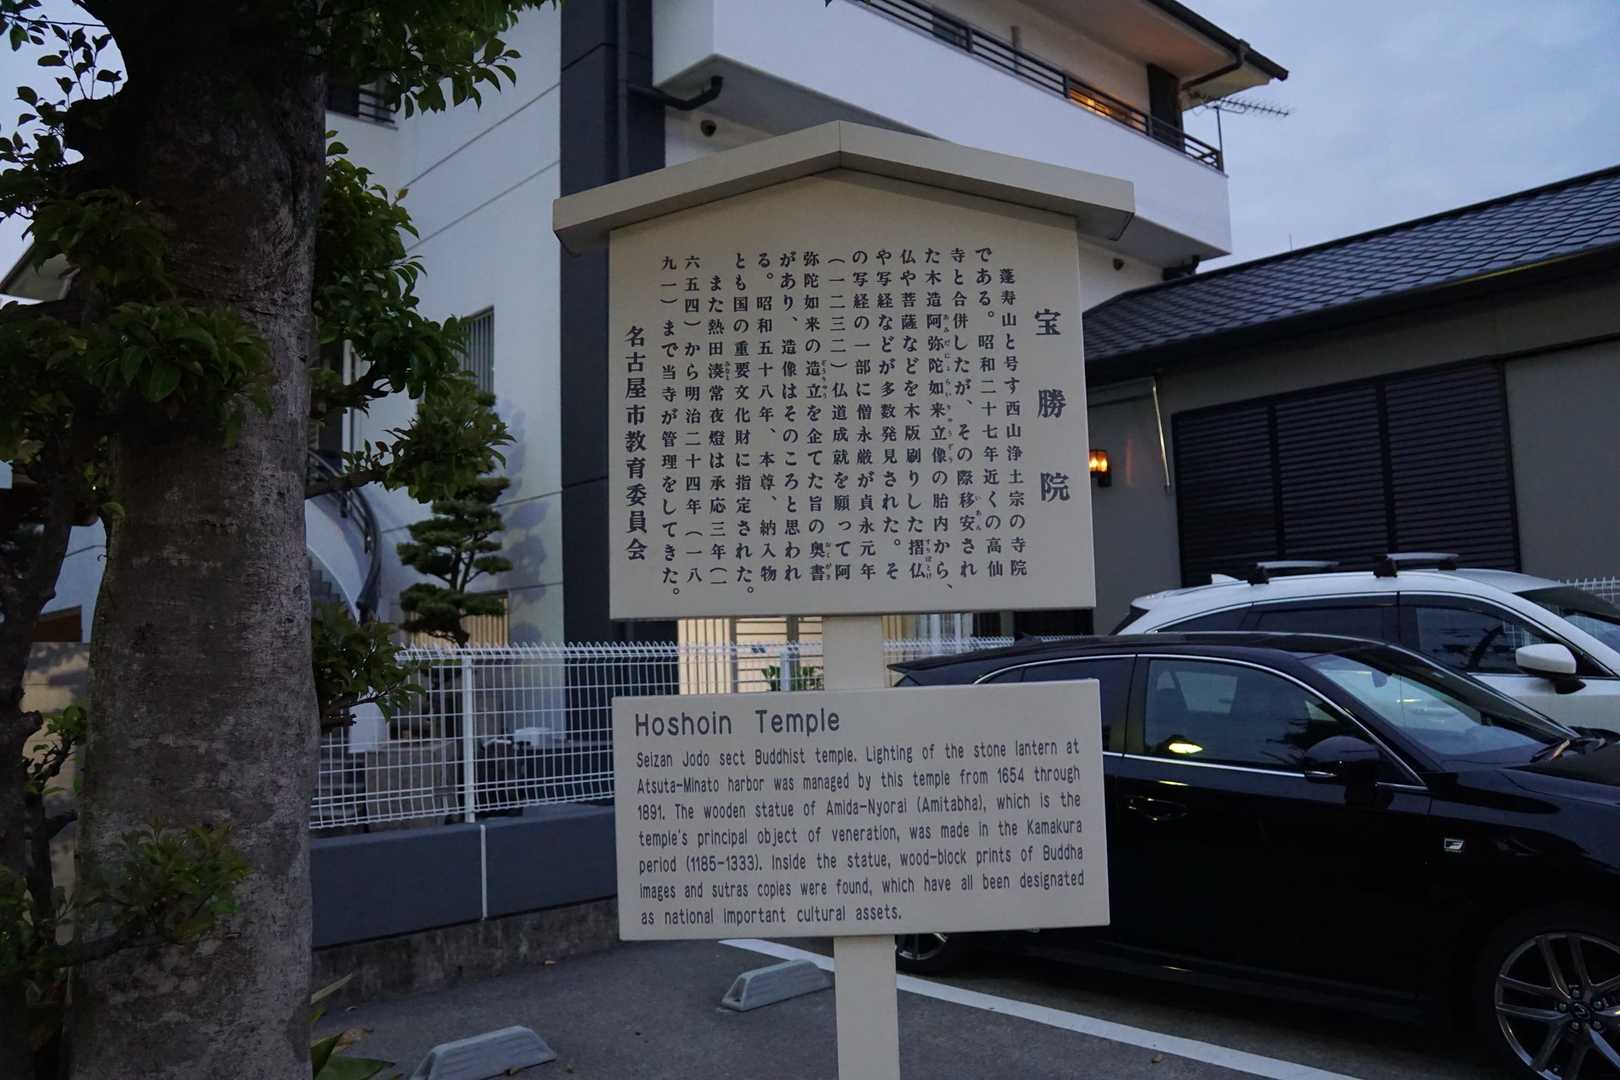 宝勝院
蓬寿山と号す西山浄土宗の寺院
である。昭和二十七年近くの高仙
寺と合併したが、その際移安され
た木造阿弥陀如来立像の胎内から、
仏や菩薩などを木版刷りした摺仏
や写経などが多数発見された。そ
の写経の一部に僧永厳が貞永元年
（一二三二）仏道成就を願って阿
弥陀如来の造立を企てた旨の奥書
があり、造像はそのころと思われ
る。昭和五十八年、本尊、納入物
とも国の重要文化財に指定された。
また熱田湊常夜燈は承応三年（一
六五四）から明治二十四年（一八
九一）まで当寺が管理をしてきた。
名古屋市教育委員会
Hoshoin Temple
Seizan Jodo sect Buddhist temple. Lighting of the stone lantern at
Atsuta-Minato harbor was managed by this temple from 1654 through
1891. The wooden statue of Amida-Nyorai (Amitabha), which is the
temple's principal object of veneration, was made in the Kamakura
period (1185-1333). Inside the statue, wood-block prints of Buddha
images and sutras copies were found, which have all been designated
as national important cultural assets.